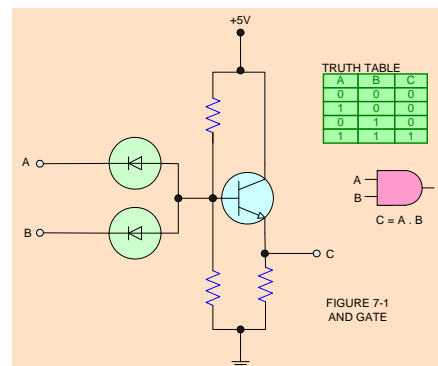 +5V
TRUTH TABLE
A B C
0 0 0
1 0 0
0 1 0
1 1 1
A
B
A
B
C = A . B
C
FIGURE 7-1
AND GATE